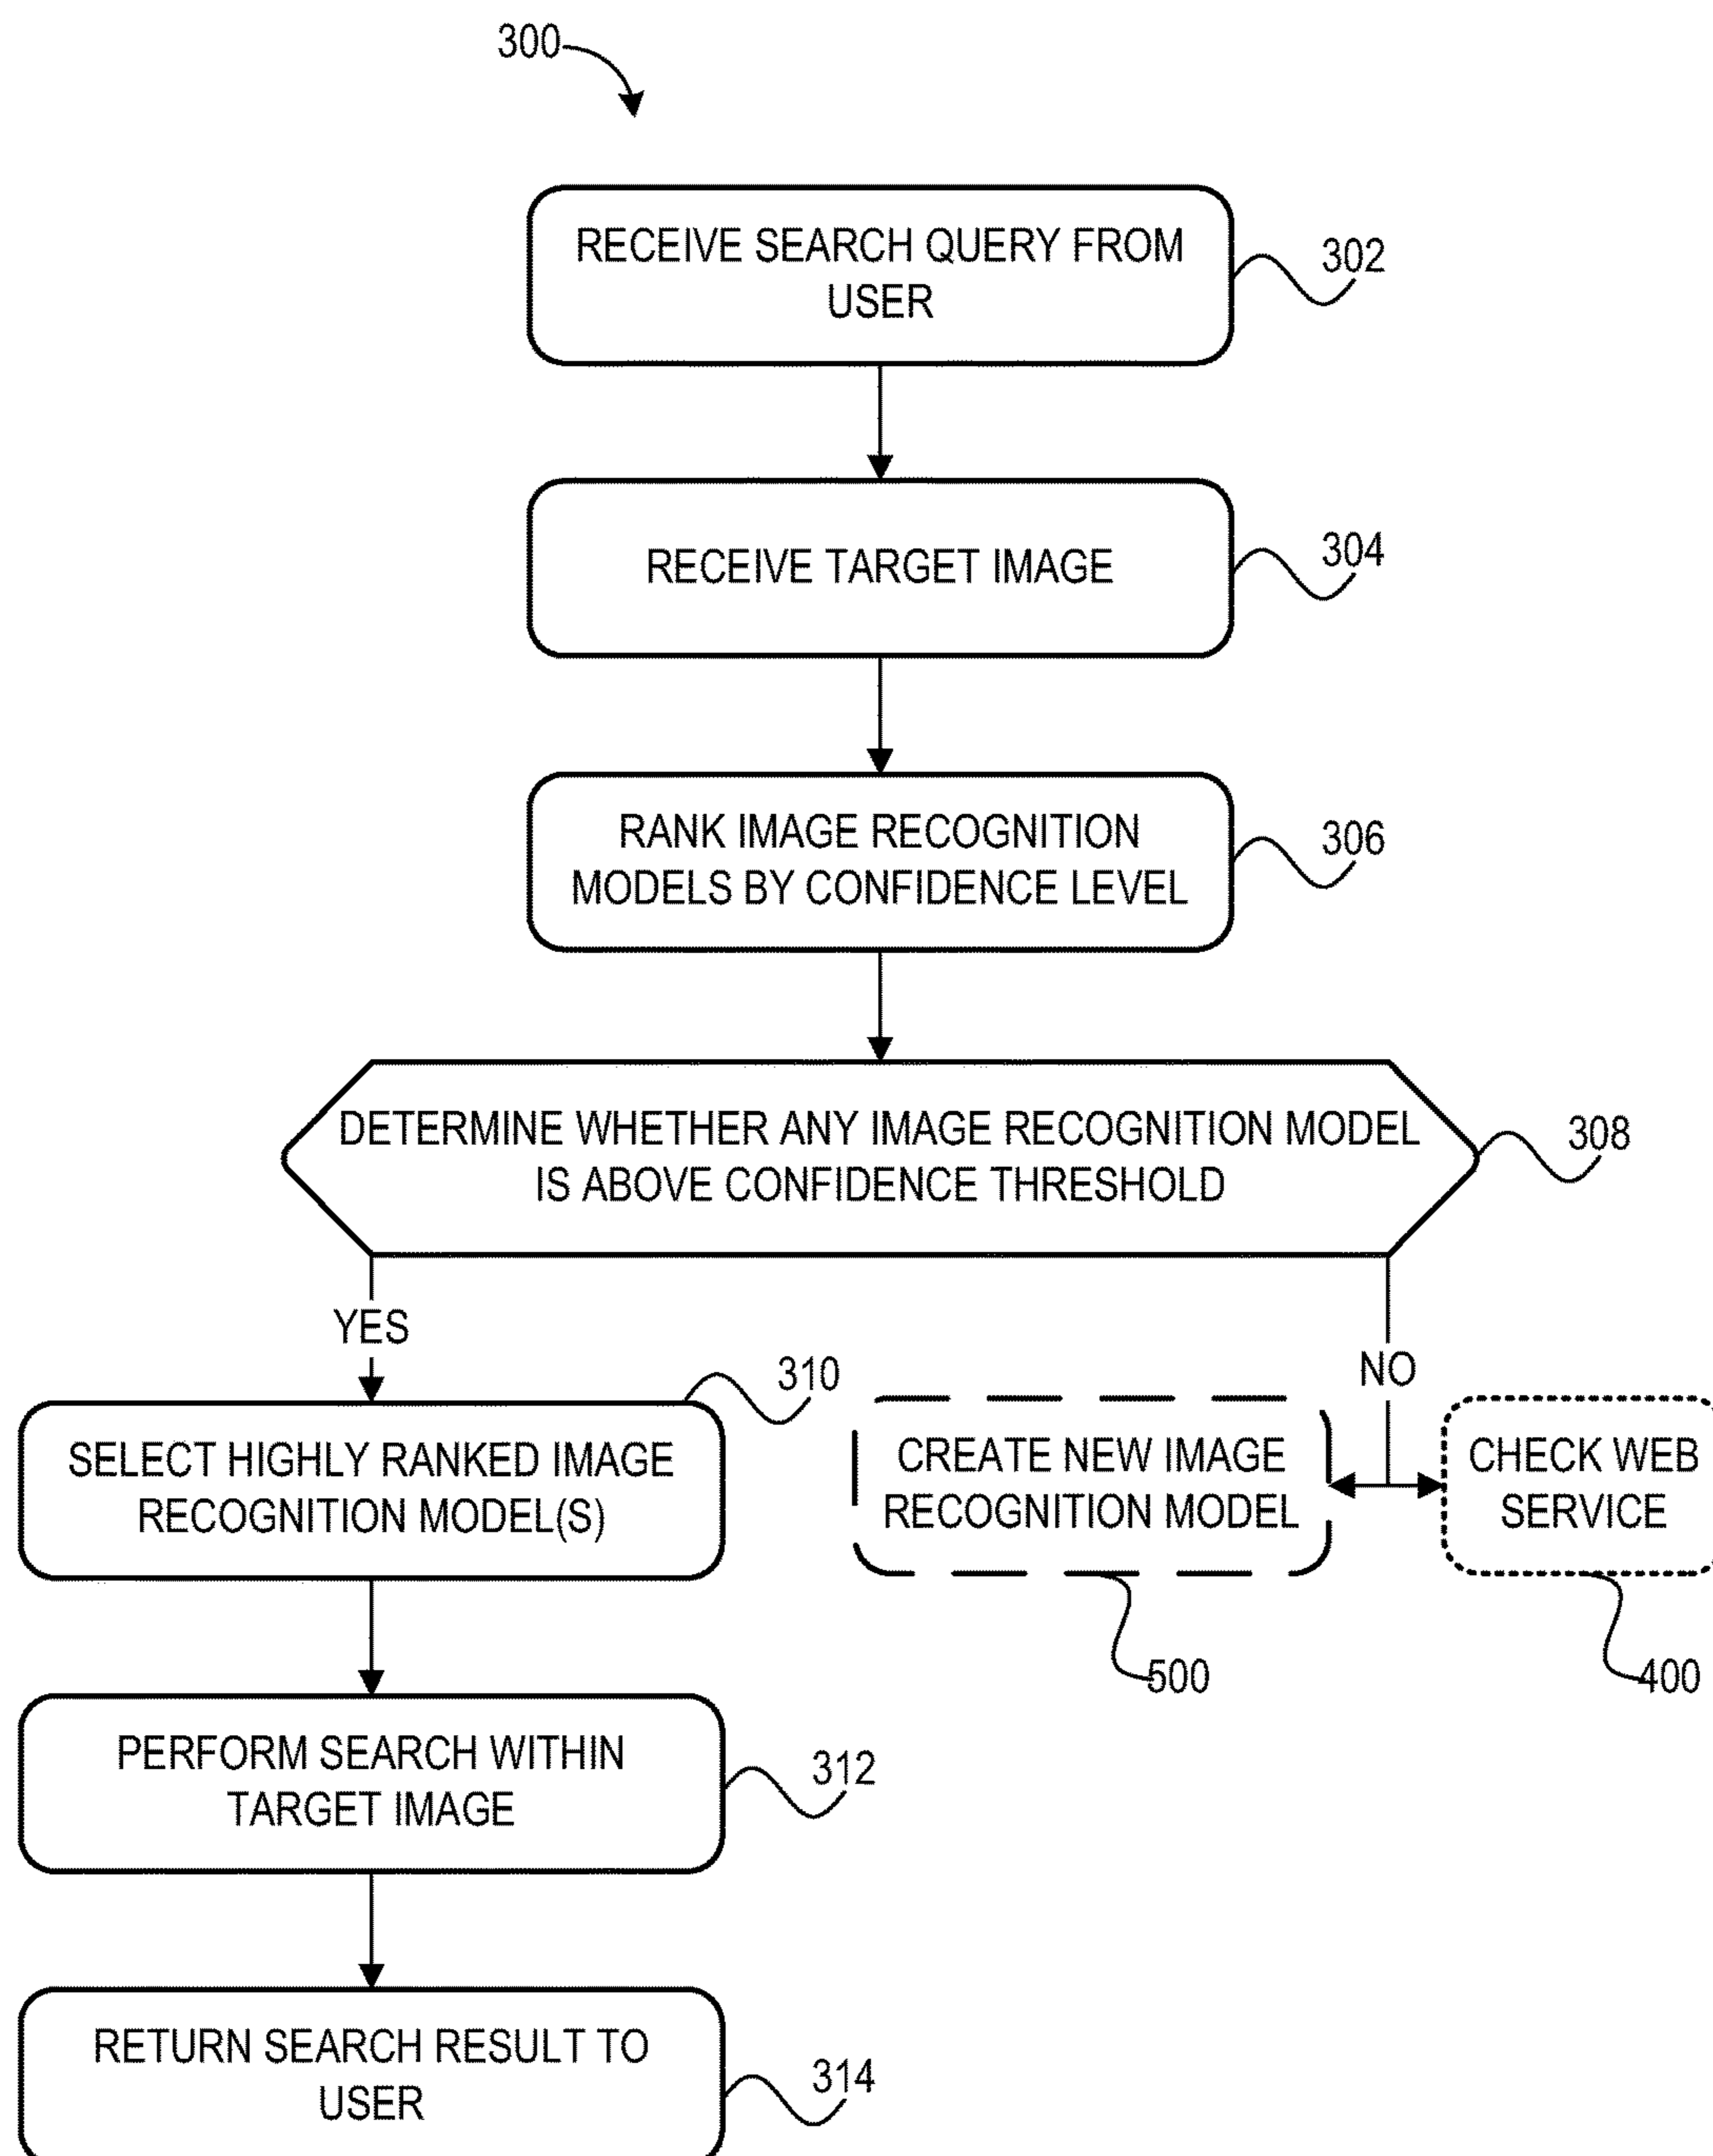 300
RECEIVE SEARCH QUERY FROM
USER
302
RECEIVE TARGET IMAGE
304
RANK IMAGE RECOGNITION
MODELS BY CONFIDENCE LEVEL
306
DETERMINE WHETHER ANY IMAGE RECOGNITION MODEL
IS ABOVE CONFIDENCE THRESHOLD
308
YES
NO
310
SELECT HIGHLY RANKED IMAGE
RECOGNITION MODEL(S)
CREATE NEW IMAGE
RECOGNITION MODEL
CHECK WEB
SERVICE
500
400
PERFORM SEARCH WITHIN
TARGET IMAGE
312
RETURN SEARCH RESULT TO
USER
314